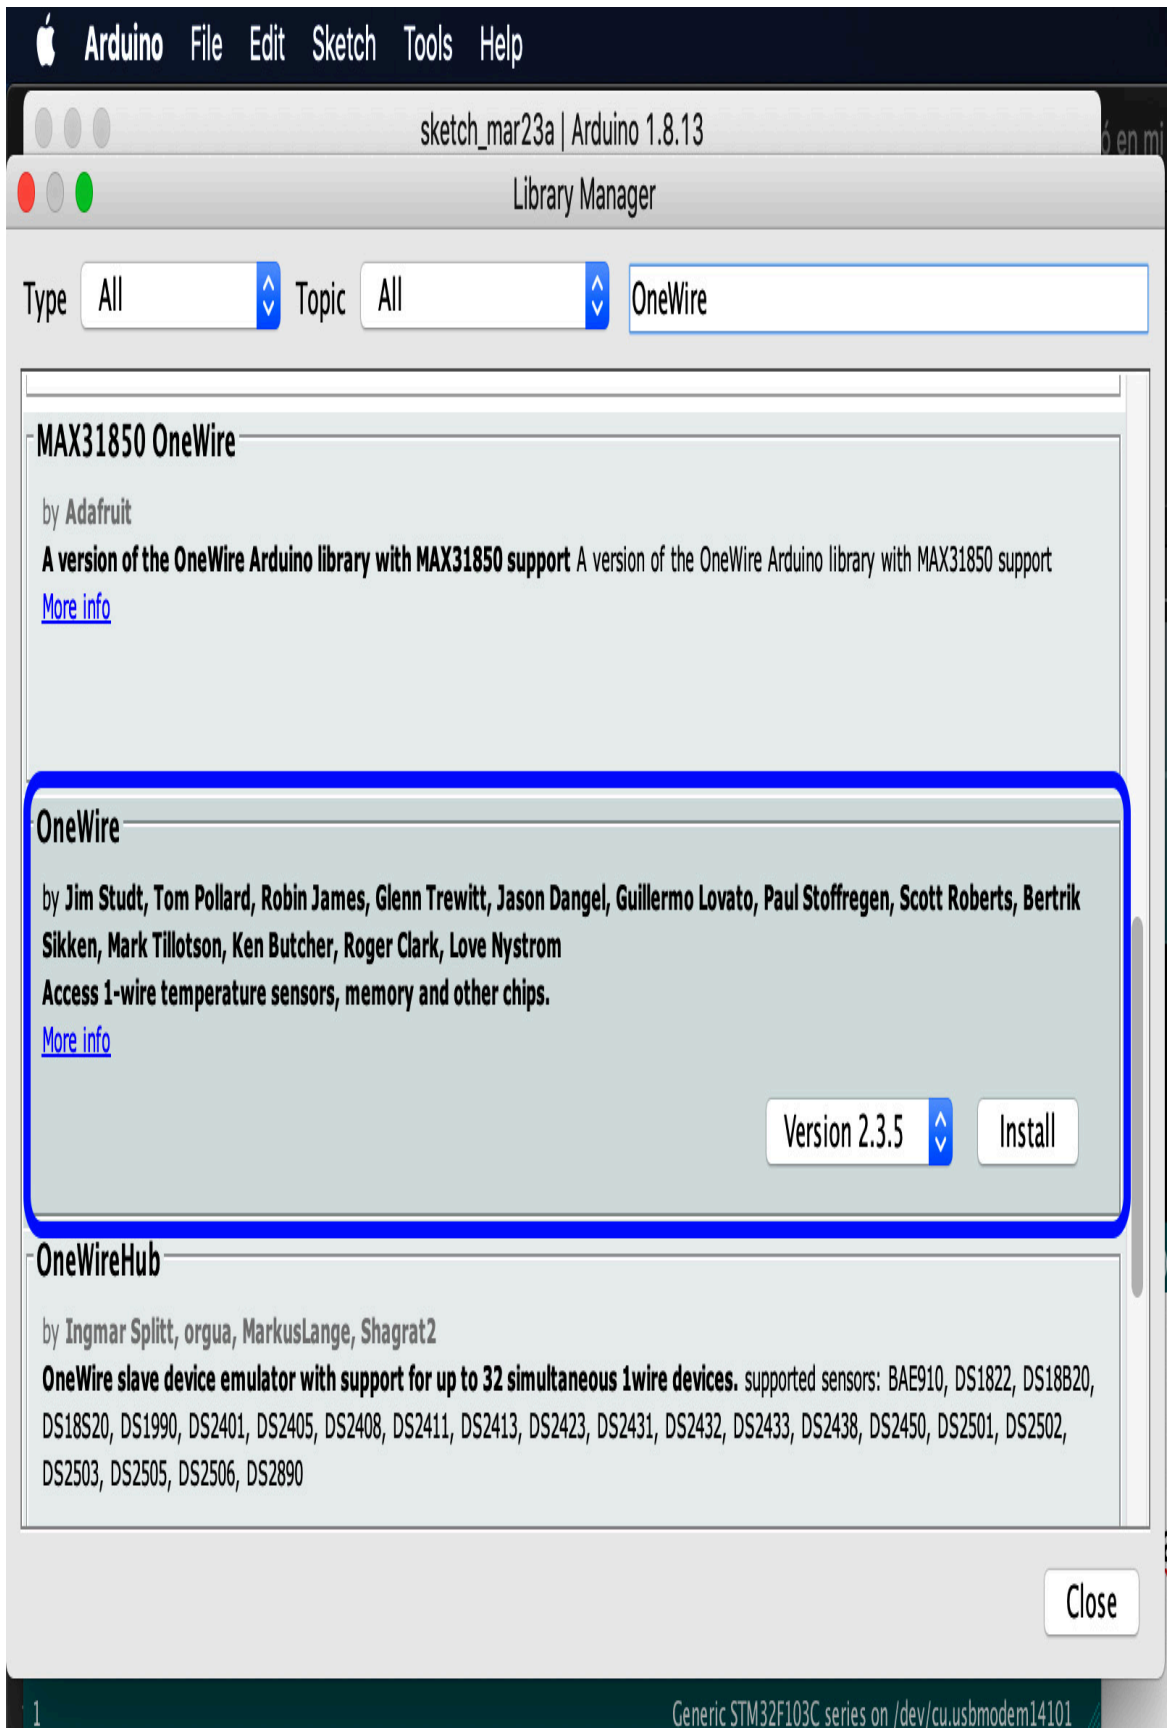 Arduino File Edit Sketch Tools Help
sketch_mar23a | Arduino 1.8.13
ó en mi
Library Manager
Type All Topic All OneWire
MAX31850 OneWire
by Adafruit
A version of the OneWire Arduino library with MAX31850 support A version of the OneWire Arduino library with MAX31850 support
More info
OneWire
by Jim Studt, Tom Pollard, Robin James, Glenn Trewitt, Jason Dangel, Guillermo Lovato, Paul Stoffregen, Scott Roberts, Bertrik
Sikken, Mark Tillotson, Ken Butcher, Roger Clark, Love Nystrom
Access 1-wire temperature sensors, memory and other chips.
More info
Version 2.3.5 Install
OneWireHub
by Ingmar Splitt, orgua, MarkusLange, Shagrat2
OneWire slave device emulator with support for up to 32 simultaneous 1wire devices. supported sensors: BAE910, DS1822, DS18B20,
DS18S20, DS1990, DS2401, DS2405, DS2408, DS2411, DS2413, DS2423, DS2431, DS2432, DS2433, DS2438, DS2450, DS2501, DS2502,
DS2503, DS2505, DS2506, DS2890
Close
1 Generic STM32F103C series on /dev/cu.usbmodem14101